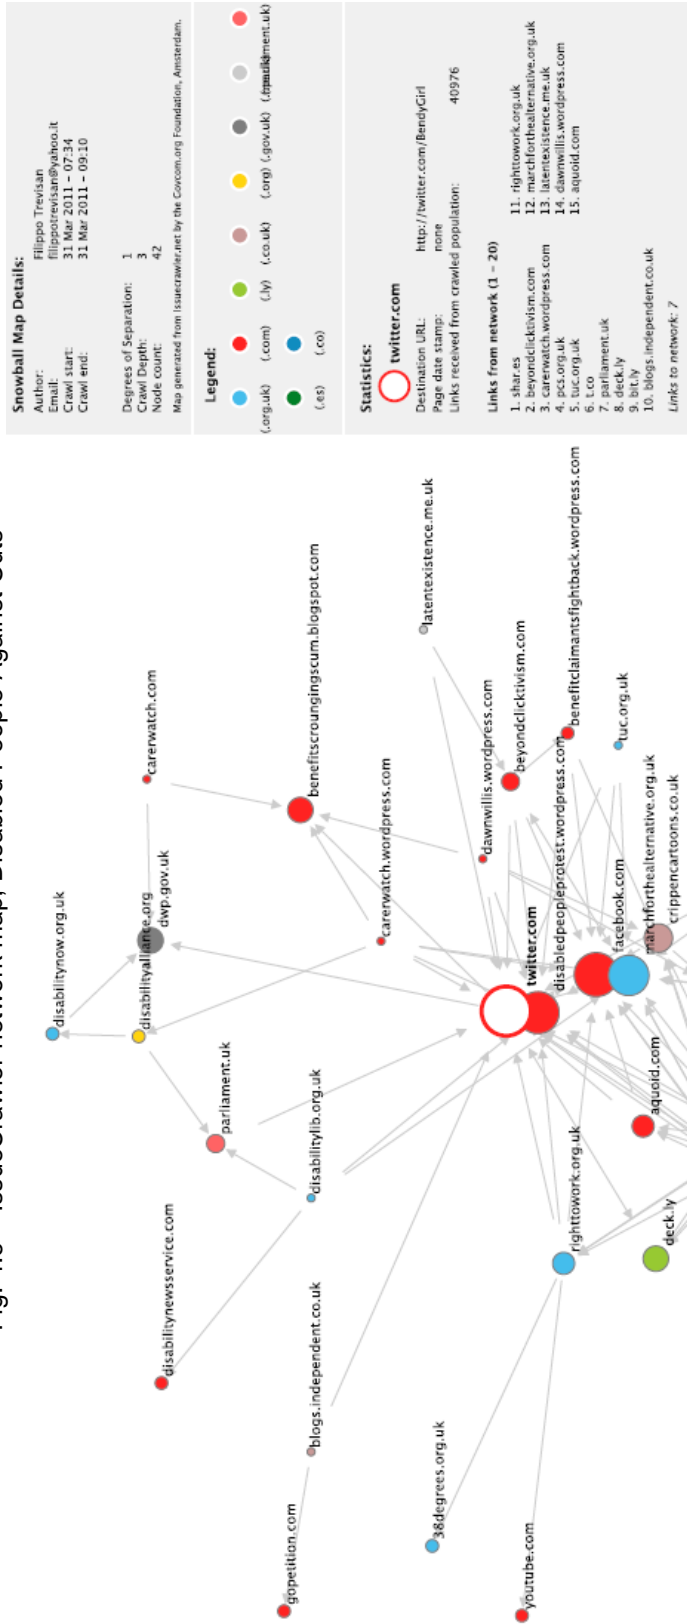 Snowball Map Details:
Author: Filippo Trevisan
Email: filippotrevisan@yahoo.it
Crawl start: 31 Mar 2011 – 07:34
Crawl end: 31 Mar 2011 – 09:10
Degrees of Separation: 1
Crawl Depth: 3
Node count: 42
Map generated from Issuecrawler.net by the Govcom.org Foundation, Amsterdam.
Legend:
(.org.uk) (.com) (.ly) (.co.uk) (.org) (.gov.uk)
(.es) (.co)
Statistics:
twitter.com
Destination URL: http://twitter.com/BendyGirl
Page date stamp: none
Links received from crawled population: 40976
Links from network (1 – 20)
1. shar.es
2. beyondclicktivism.com
3. carerwatch.wordpress.com
4. pcs.org.uk
5. tuc.org.uk
6. t.co
7. parliament.uk
8. deck.ly
9. bit.ly
10. blogs.independent.co.uk
11. righttowork.org.uk
12. marchforthealternative.org.uk
13. latentexistence.me.uk
14. dawnwillis.wordpress.com
15. aquoid.com
Links to network: 7
disabilitynow.org.uk
carerwatch.com
disabilityalliance.org
dwp.gov.uk
disabilitynewsservice.com
parliament.uk
benefitscroungingscum.blogspot.com
gopetition.com
blogs.independent.co.uk
disabilitylib.org.uk
carerwatch.wordpress.com
latentexistence.me.uk
38degrees.org.uk
dawnwillis.wordpress.com
youtube.com
twitter.com
beyondclicktivism.com
disabledpeopleprotest.wordpress.com
benefitclaimantsfightback.wordpress.com
righttowork.org.uk
facebook.com
tuc.org.uk
marchforthealternative.org.uk
aquoid.com
deck.ly
crippencartoons.co.uk